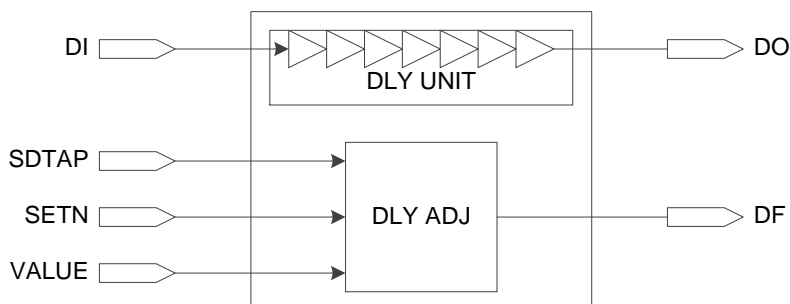 DI
DO
DLY UNIT
SDTAP
SETN
DLY ADJ
DF
VALUE